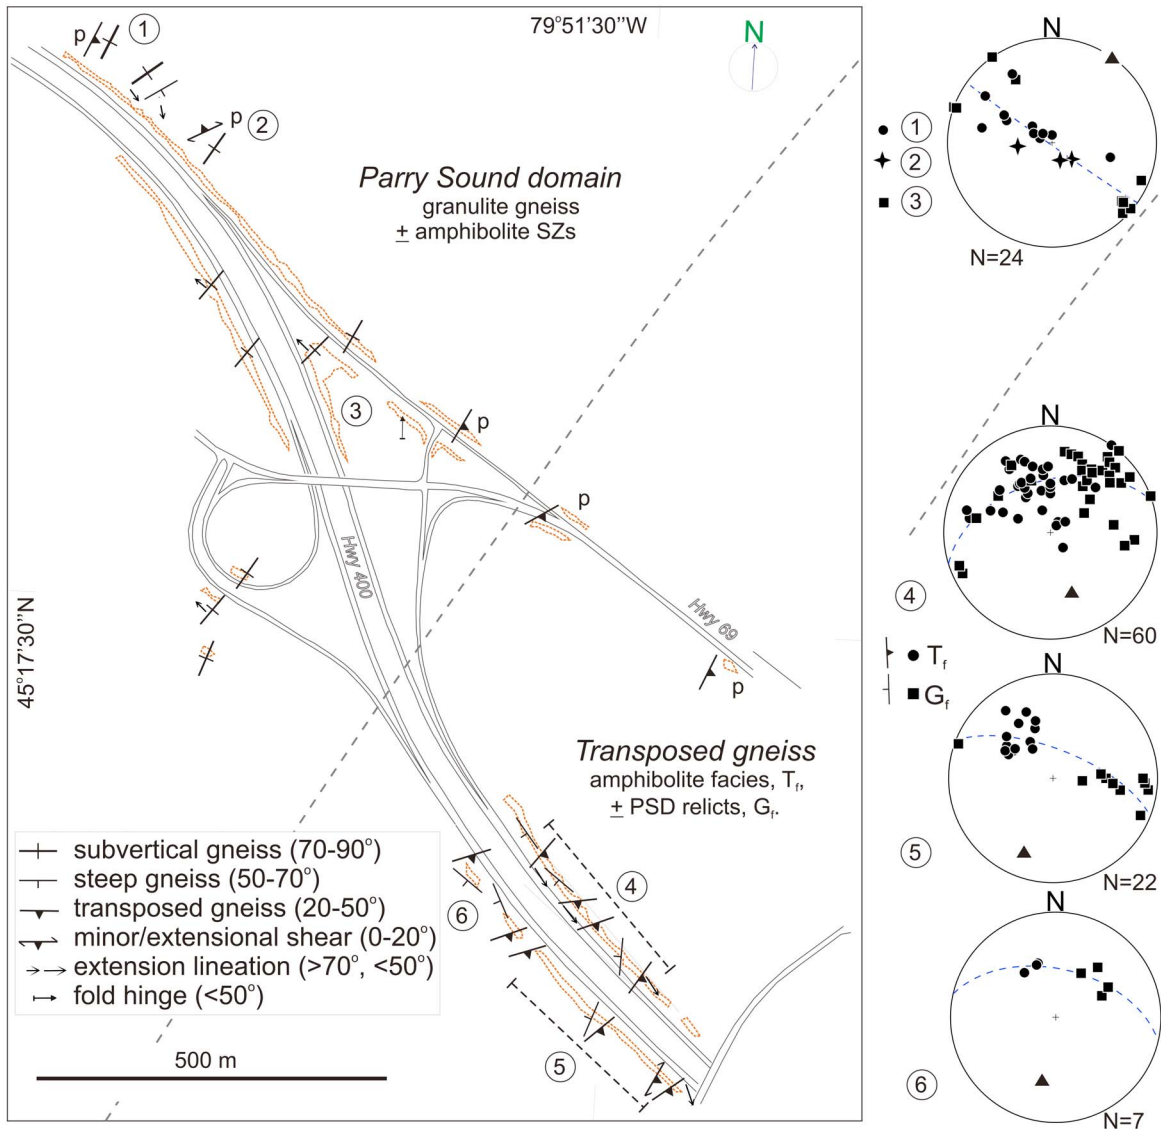 79°51'30''W
N
p
1
p
2
Parry Sound domain
granulite gneiss
± amphibolite SZs
3
p
p
Hwy 400
Hwy 69
p
45°17'30''N
Transposed gneiss
amphibolite facies, Tf,
± PSD relicts, Gf.
4
6
5
subvertical gneiss (70-90°)
steep gneiss (50-70°)
transposed gneiss (20-50°)
minor/extensional shear (0-20°)
extension lineation (>70°, <50°)
fold hinge (<50°)
500 m
N
1
2
3
N=24
N
4
N=60
Tf
Gf
N
5
N=22
N
6
N=7